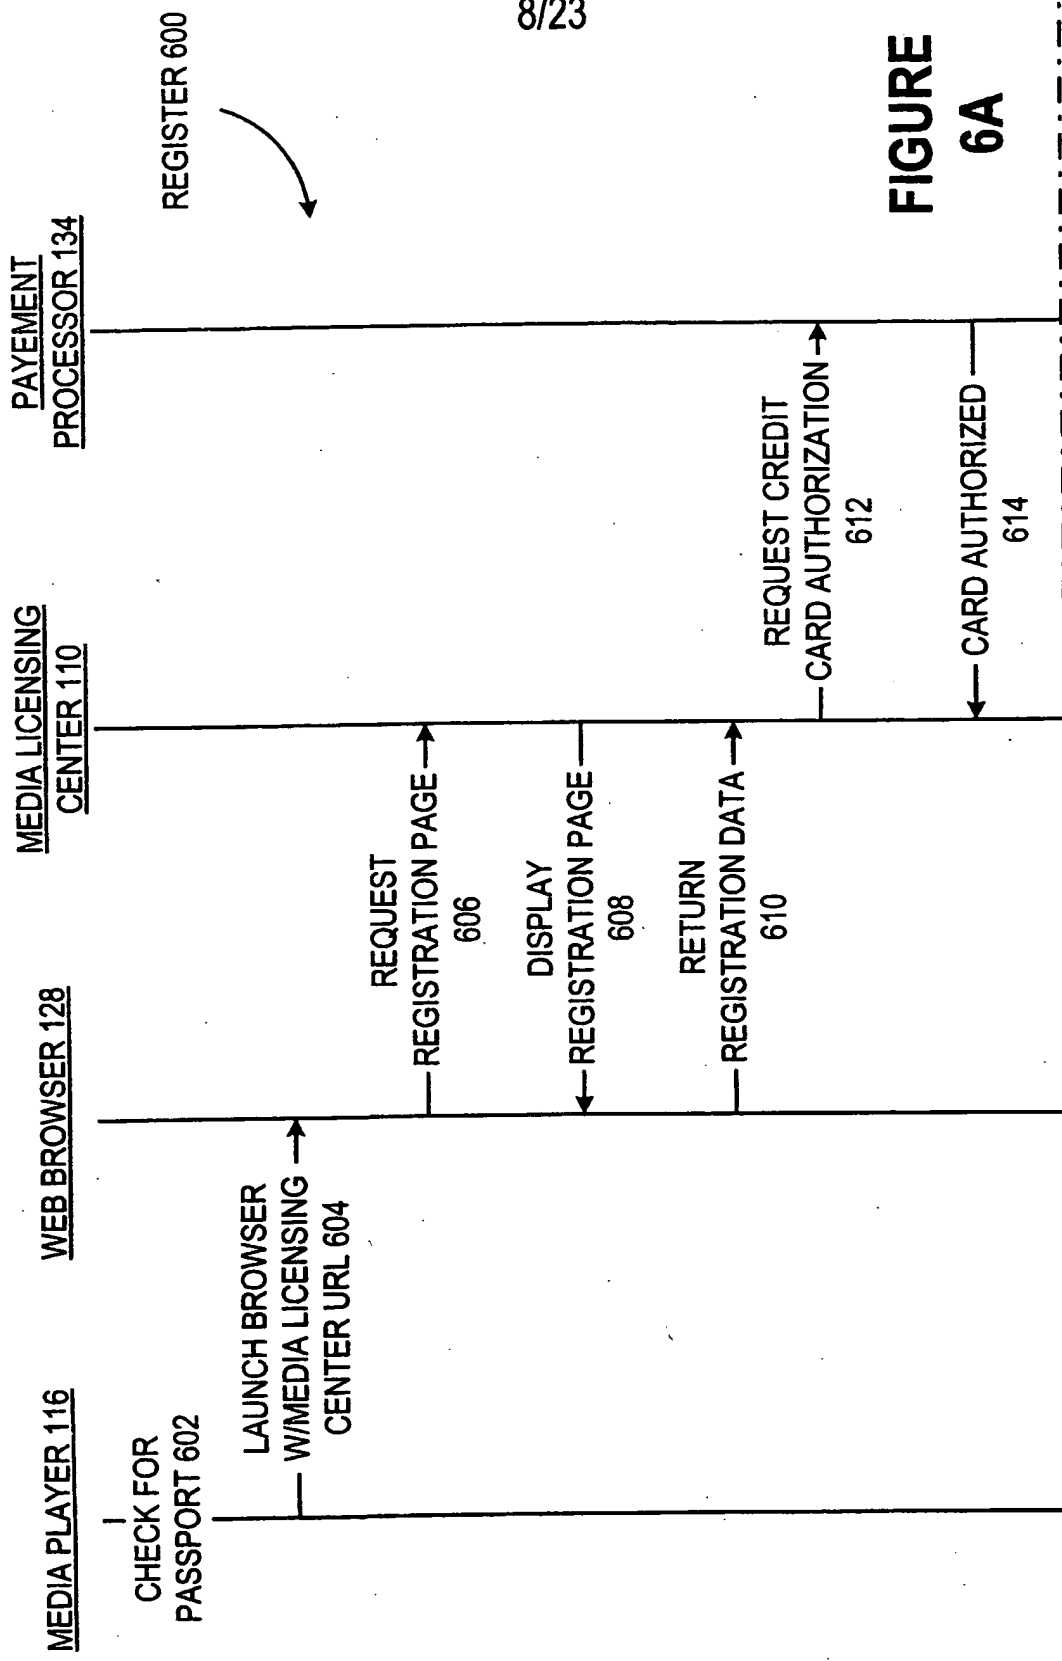 8/23
MEDIA PLAYER 116
WEB BROWSER 128
MEDIA LICENSING
CENTER 110
PAYEMENT
PROCESSOR 134
REGISTER 600
CHECK FOR
PASSPORT 602
LAUNCH BROWSER
W/MEDIA LICENSING
CENTER URL 604
REQUEST
REGISTRATION PAGE
606
DISPLAY
REGISTRATION PAGE
608
RETURN
REGISTRATION DATA
610
REQUEST CREDIT
CARD AUTHORIZATION
612
CARD AUTHORIZED
614
FIGURE
6A